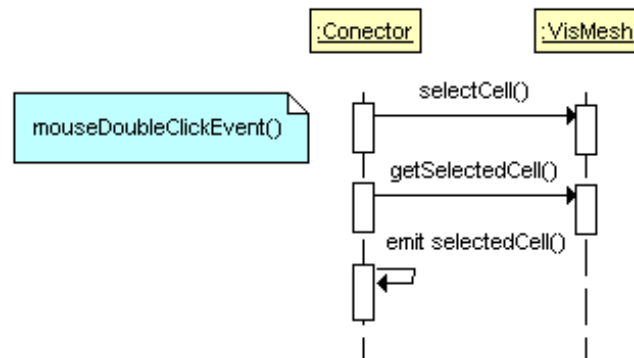 :Conector
:VisMesh
selectCell()
mouseDoubleClickEvent()
getSelectedCell()
emit selectedCell()